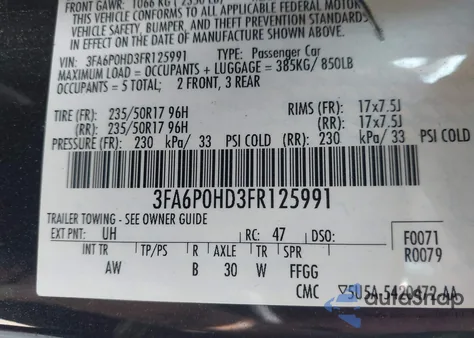 FRONT GAWR: 1066 KG
THIS VEHICLE CONFORMS TO ALL APPLICABLE FEDERAL MOTOR
VEHICLE SAFETY, BUMPER, AND THEFT
IN EFFECT ON THE DATE OF MANUFACTURE SHOWN ABOVE.
VIN: 3FA6P0HD3FR125991 TYPE: Passenger Car
MAXIMUM LOAD = OCCUPANTS + LUGGAGE = 385KG/ 850LB
OCCUPANTS = 5 TOTAL; 2 FRONT, 3 REAR
TIRE (FR): 235/50R17 96H RIMS (FR): 17x7.5J
(RR): 235/50R17 96H (RR): 17x7.5J
PRESSURE (FR): 230 kPa/ 33 PSI COLD (RR): 230 kPa/ 33 PSI COLD
3FA6P0HD3FR125991
TRAILER TOWING - SEE OWNER GUIDE
EXT PNT: UH RC: 47 DSO: F0071
R0079
INT TR TP/PS R AXLE TR SPR
AW B 30 W FFGG
CMC 5U5A-5420472-AA
autosnap